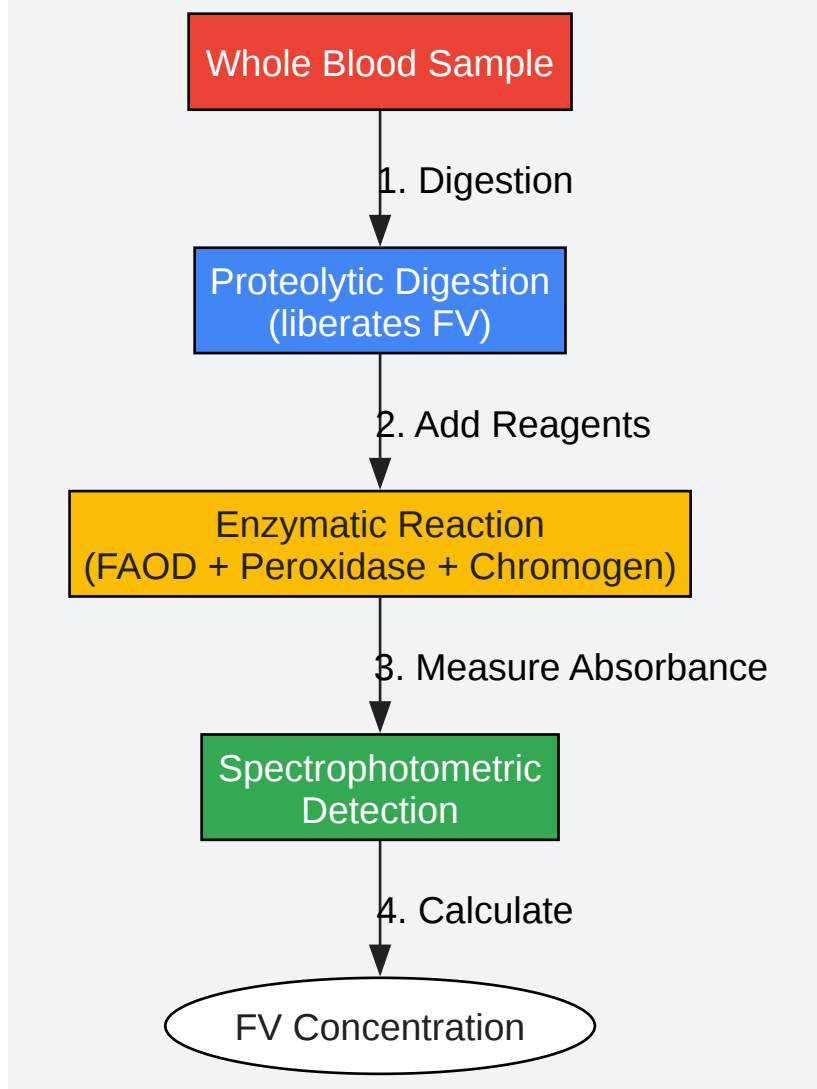 Whole Blood Sample
1. Digestion
Proteolytic Digestion
(liberates FV)
2. Add Reagents
Enzymatic Reaction
(FAOD + Peroxidase + Chromogen)
3. Measure Absorbance
Spectrophotometric
Detection
4. Calculate
FV Concentration